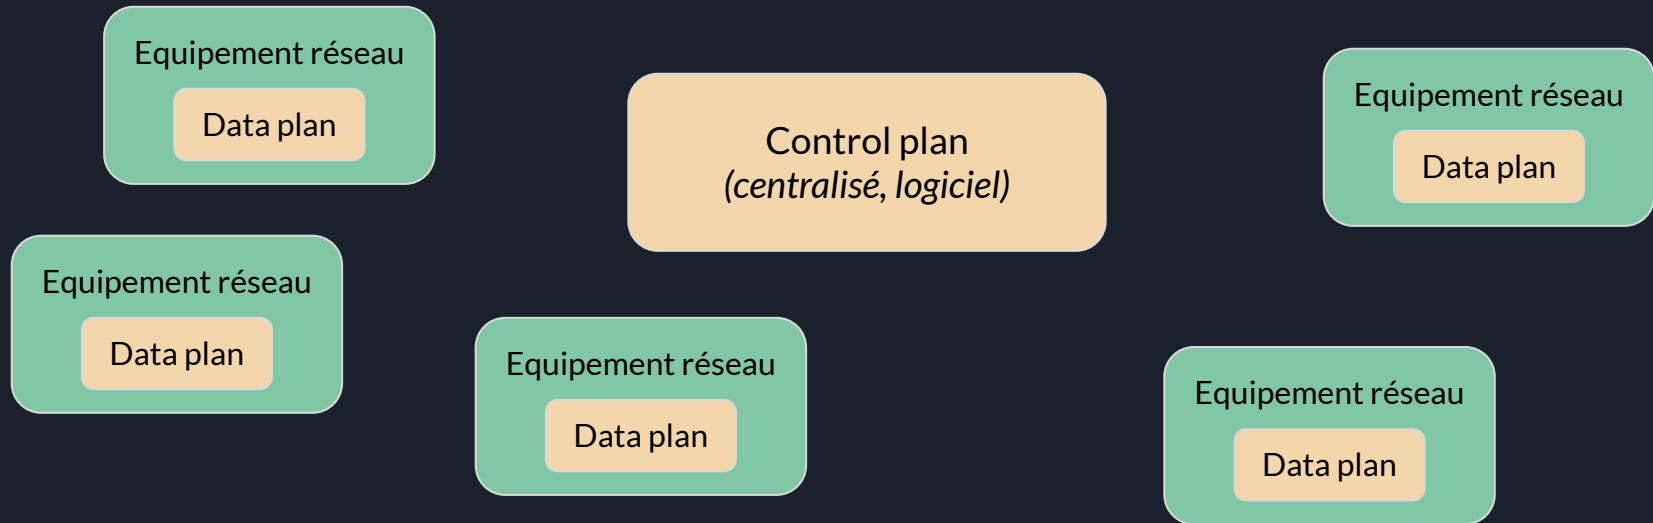 Equipement réseau
Data plan
Control plan
(centralisé, logiciel)
Equipement réseau
Data plan
Equipement réseau
Data plan
Equipement réseau
Data plan
Equipement réseau
Data plan